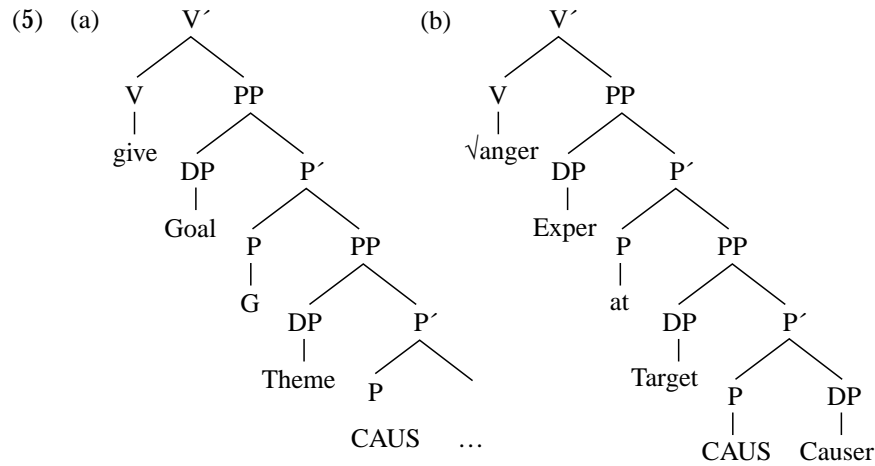 (5) (a) V´ (b) V´
V PP V PP
give √anger
DP P´ DP P´
Goal Exper
P PP P PP
G at
DP P´ DP P´
Theme Target
P P DP
CAUS … CAUS Causer